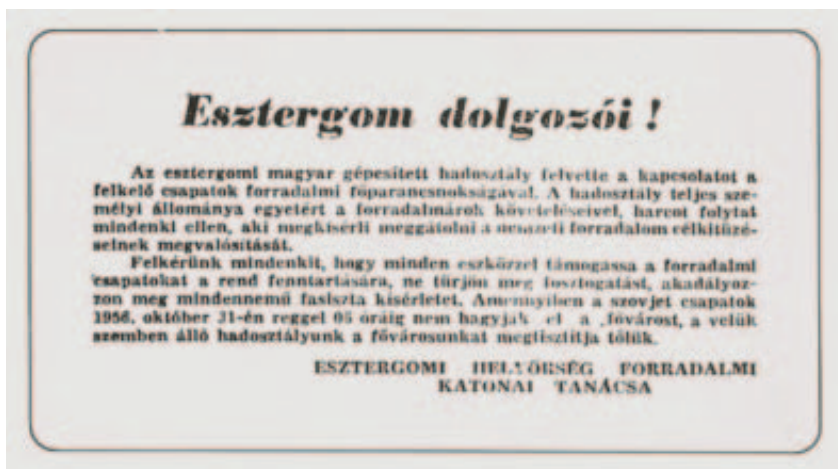 Esztergom dolgozói !
Az esztergomi magyar gépesített hadosztály felvette a kapcsolatot a
felkelő csapatok forradalmi főparancsnokságával. A hadosztály teljes sze-
mélyi állománya egyetért a forradalmárok követeléseivel, harcot folytat
mindenki ellen, aki megkísérli meggátolni a nemzeti forradalom célkitűzé-
seinek megvalósítását.
Felkérünk mindenkit, hogy minden eszközzel támogassa a forradalmi
csapatokat a rend fenntartására, ne türjön meg fosztogatást, akadályoz-
zon meg mindennemű fasiszta kísérletet. Amennyiben a szovjet csapatok
1956. október 31-én reggel 05 óráig nem hagyják el a fővárost, a velük
szemben álló hadosztályunk a fővárosunkat megtisztítja tőlük.
ESZTERGOMI HELYŐRSÉG FORRADALMI
KATONAI TANÁCSA